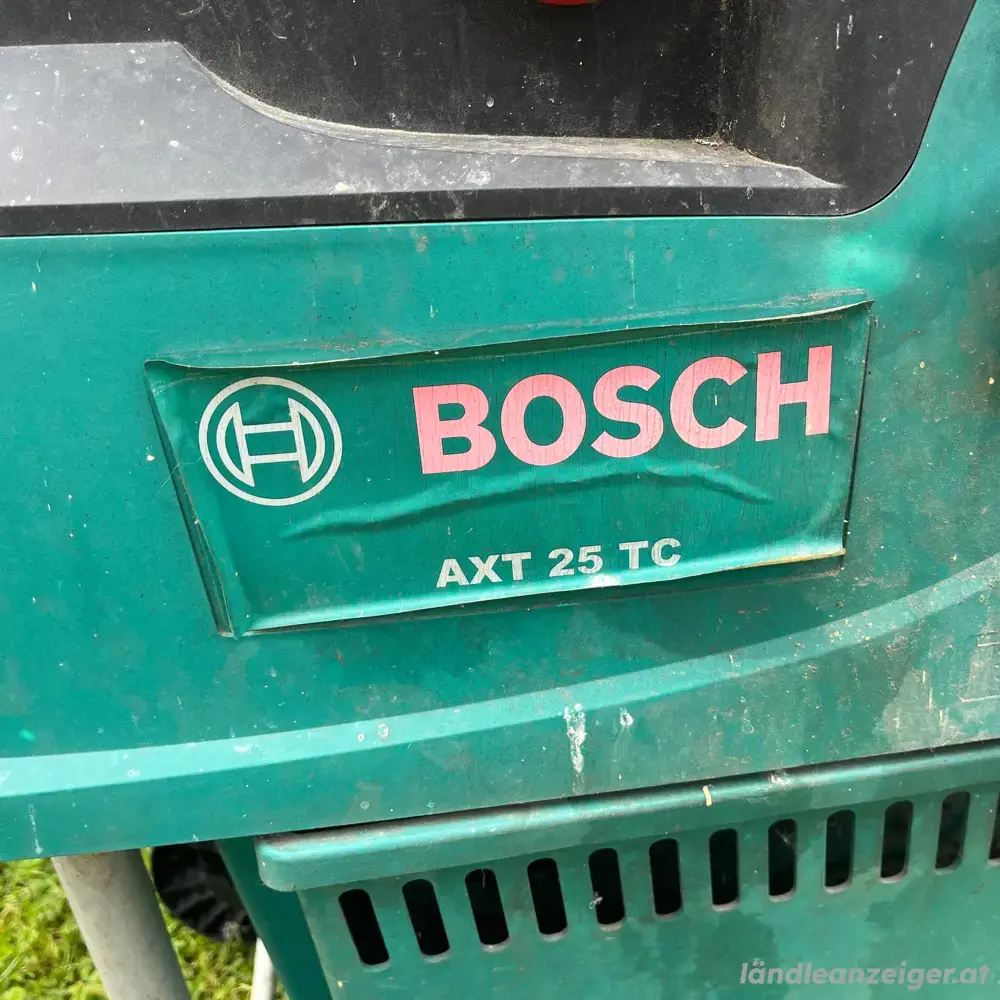 BOSCH
AXT 25 TC
ländleanzeiger.at